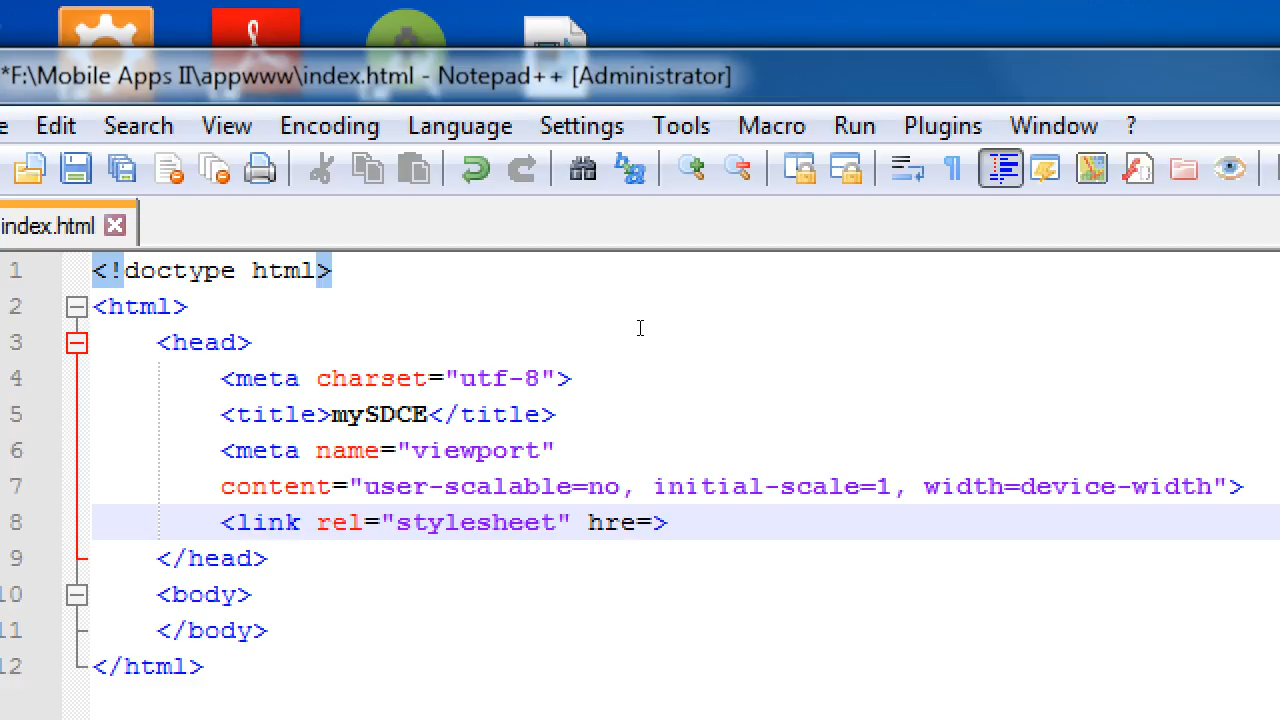 *F:\Mobile Apps II\appwww\index.html - Notepad++ [Administrator]
e Edit Search View Encoding Language Settings Tools Macro Run Plugins Window ?
index.html
1 <!doctype html>
2 <html>
3 <head>
4 <meta charset="utf-8">
5 <title>mySDCE</title>
6 <meta name="viewport"
7 content="user-scalable=no, initial-scale=1, width=device-width">
8 <link rel="stylesheet" hre=>
9 </head>
10 <body>
11 </body>
12 </html>